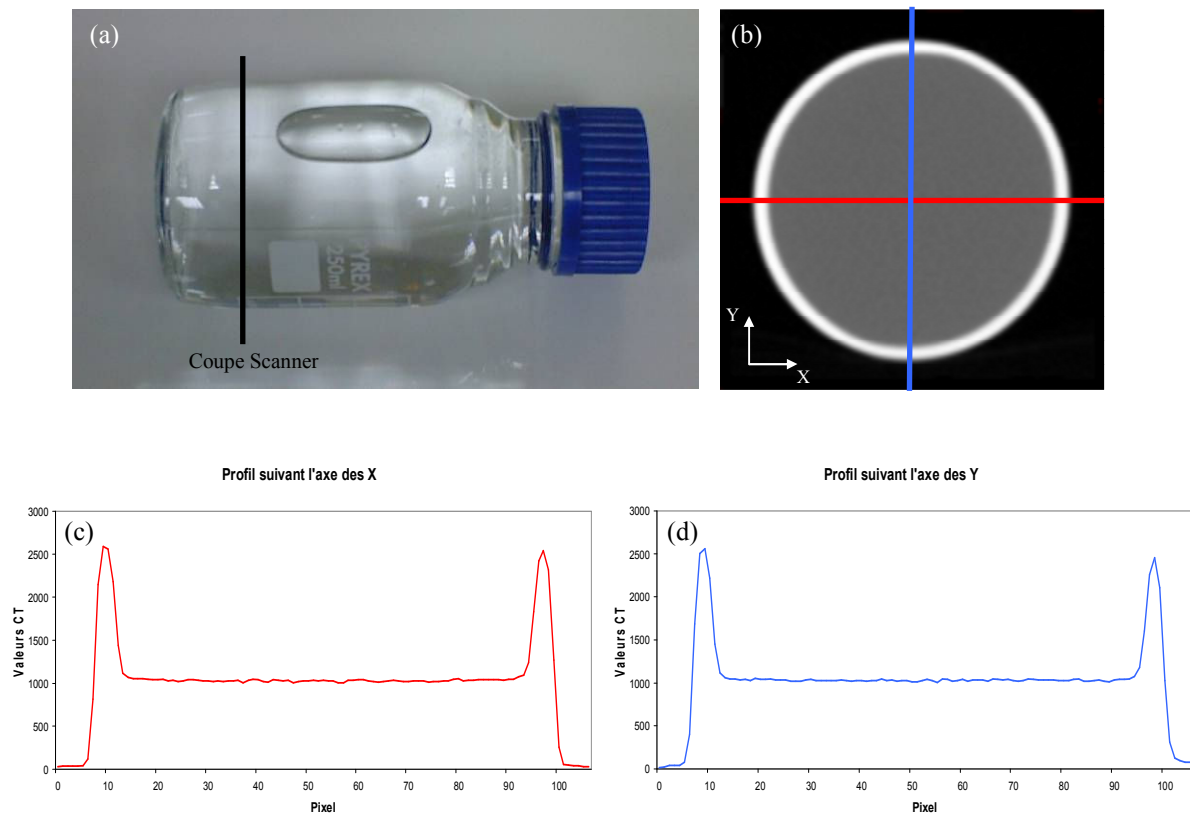 (a)
PYREX
250ml
Coupe Scanner
(b)
Y
X
Profil suivant l'axe des X
(c)
Valeurs CT
3000
2500
2000
1500
1000
500
0
0 10 20 30 40 50 60 70 80 90 100
Pixel
Profil suivant l'axe des Y
(d)
Valeurs CT
3000
2500
2000
1500
1000
500
0
0 10 20 30 40 50 60 70 80 90 100
Pixel